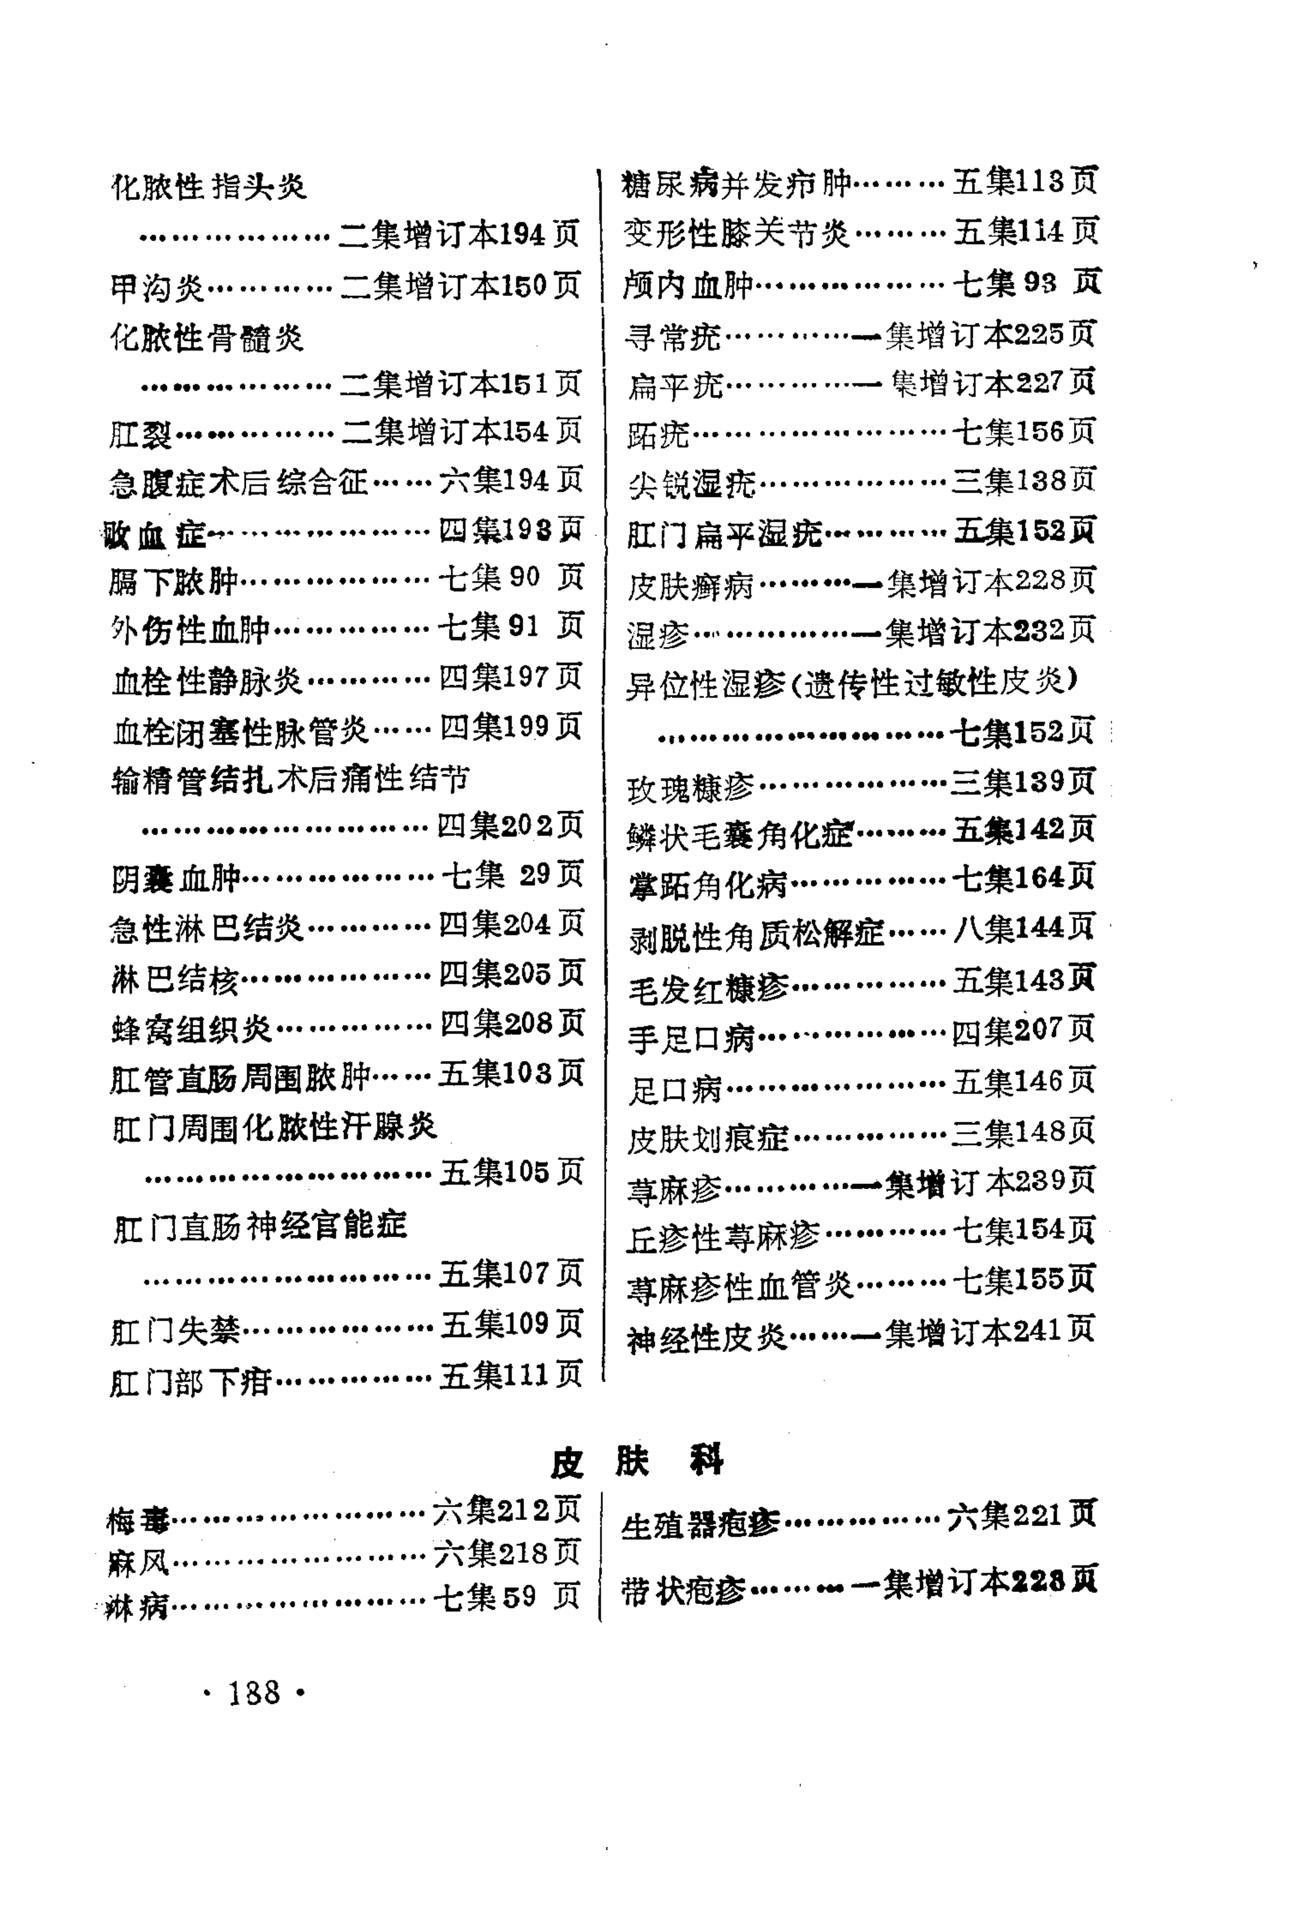 化脓性指头炎
………………二集增订本194页
甲沟炎…………二集增订本150页
化脓性骨髓炎
………………二集增订本151页
肛裂……………二集增订本154页
急腹症术后综合征……六集194页
败血症…………………四集193页
膈下脓肿………………七集90 页
外伤性血肿……………七集91 页
血栓性静脉炎…………四集197页
血栓闭塞性脉管炎……四集199页
输精管结扎术后痛性结节
………………………四集202页
阴囊血肿………………七集 29页
急性淋巴结炎…………四集204页
淋巴结核………………四集205页
蜂窝组织炎……………四集208页
肛管直肠周围脓肿……五集103页
肛门周围化脓性汗腺炎
………………………五集105页
肛门直肠神经官能症
………………………五集107页
肛门失禁………………五集109页
肛门部下疳……………五集111页
糖尿病并发疖肿………五集113页
变形性膝关节炎………五集114页
颅内血肿………………七集93 页
寻常疣…………一集增订本225页
扁平疣…………一集增订本227页
跖疣……………………七集156页
尖锐湿疣………………三集138页
肛门扁平湿疣…………五集152页
皮肤癣病………一集增订本228页
湿疹……………一集增订本232页
异位性湿疹(遗传性过敏性皮炎)
………………………七集152页
玫瑰糠疹………………三集139页
鳞状毛囊角化症………五集142页
掌跖角化病……………七集164页
剥脱性角质松解症……八集144页
毛发红糠疹……………五集143页
手足口病………………四集207页
足口病…………………五集146页
皮肤划痕症……………三集148页
荨麻疹…………一集增订本239页
丘疹性荨麻疹…………七集154页
荨麻疹性血管炎………七集155页
神经性皮炎……一集增订本241页
皮肤科
梅毒……………………六集212页
麻风……………………六集218页
淋病……………………七集59 页
生殖器疱疹……………六集221页
带状疱疹………一集增订本223页
·188·